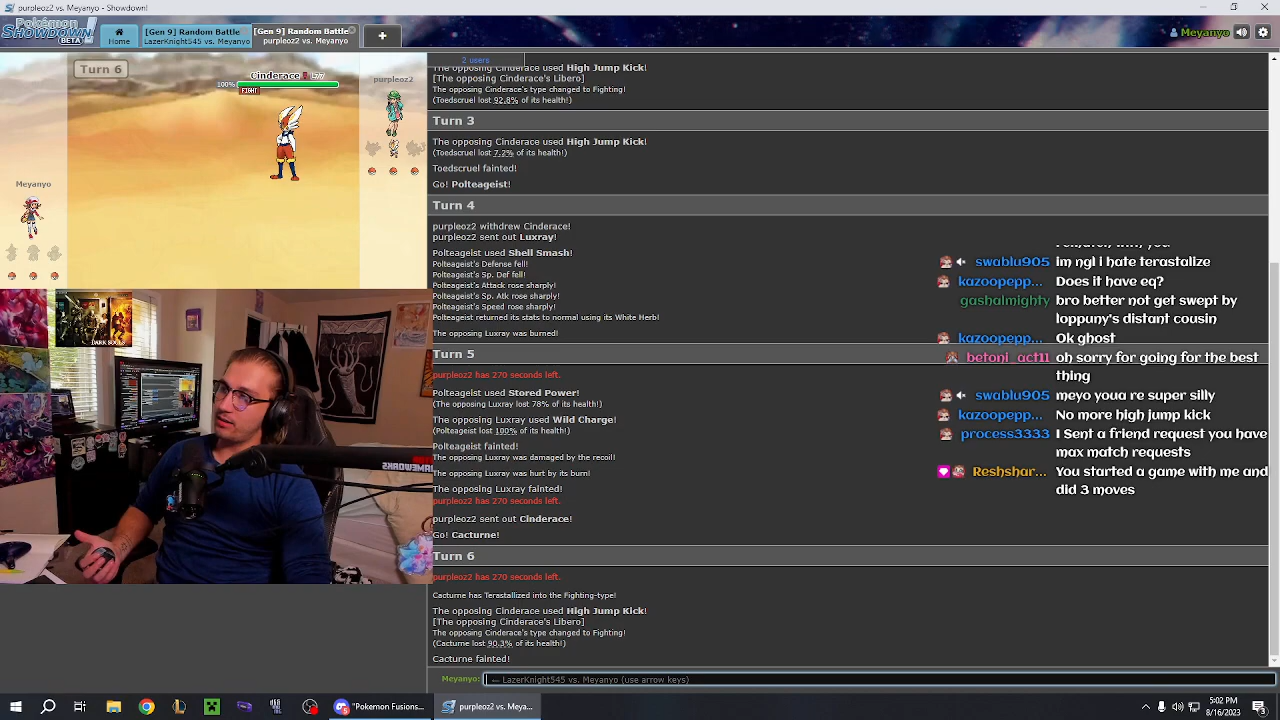 Pokémon
SHOWDOWN
BETA
Home
[Gen 9] Random Battle
LazerKnight545 vs. Meyanyo
[Gen 9] Random Battle
purpleoz2 vs. Meyanyo
Meyanyo
Turn 6
Cinderace L77
100%
FIGHT
purpleoz2
Meyanyo
DARK SOULS
2 users
The opposing Cinderace used High Jump Kick!
[The opposing Cinderace's Libero]
The opposing Cinderace's type changed to Fighting!
(Toedscruel lost 92.8% of its health!)
Turn 3
The opposing Cinderace used High Jump Kick!
(Toedscruel lost 7.2% of its health!)
Toedscruel fainted!
Go! Polteageist!
Turn 4
purpleoz2 withdrew Cinderace!
purpleoz2 sent out Luxray!
Polteageist used Shell Smash!
Polteageist's Defense fell!
Polteageist's Sp. Def fell!
Polteageist's Attack rose sharply!
Polteageist's Sp. Atk rose sharply!
Polteageist's Speed rose sharply!
Polteageist returned its stats to normal using its White Herb!
The opposing Luxray was burned!
Turn 5
purpleoz2 has 270 seconds left.
Polteageist used Stored Power!
(The opposing Luxray lost 78% of its health!)
The opposing Luxray used Wild Charge!
(Polteageist lost 100% of its health!)
Polteageist fainted!
The opposing Luxray was damaged by the recoil!
The opposing Luxray was hurt by its burn!
The opposing Luxray fainted!
purpleoz2 has 270 seconds left.
purpleoz2 sent out Cinderace!
Go! Cacturne!
Turn 6
purpleoz2 has 270 seconds left.
Cacturne has Terastallized into the Fighting-type!
The opposing Cinderace used High Jump Kick!
[The opposing Cinderace's Libero]
The opposing Cinderace's type changed to Fighting!
(Cacturne lost 90.3% of its health!)
Cacturne fainted!
swablu905 im ngl i hate terastalize
kazoopepp... Does it have eq?
gashalmighty bro better not get swept by
loppuny's distant cousin
kazoopepp... Ok ghost
betoni_act11 oh sorry for going for the best
thing
swablu905 meyo youa re super silly
kazoopepp... No more high jump kick
process3333 I Sent a friend request you have
max match requests
Reshshar... You started a game with me and
did 3 moves
Meyanyo: ← LazerKnight545 vs. Meyanyo (use arrow keys)
"Pokemon Fusions...
purpleoz2 vs. Meya...
5:02 PM
8/16/2023